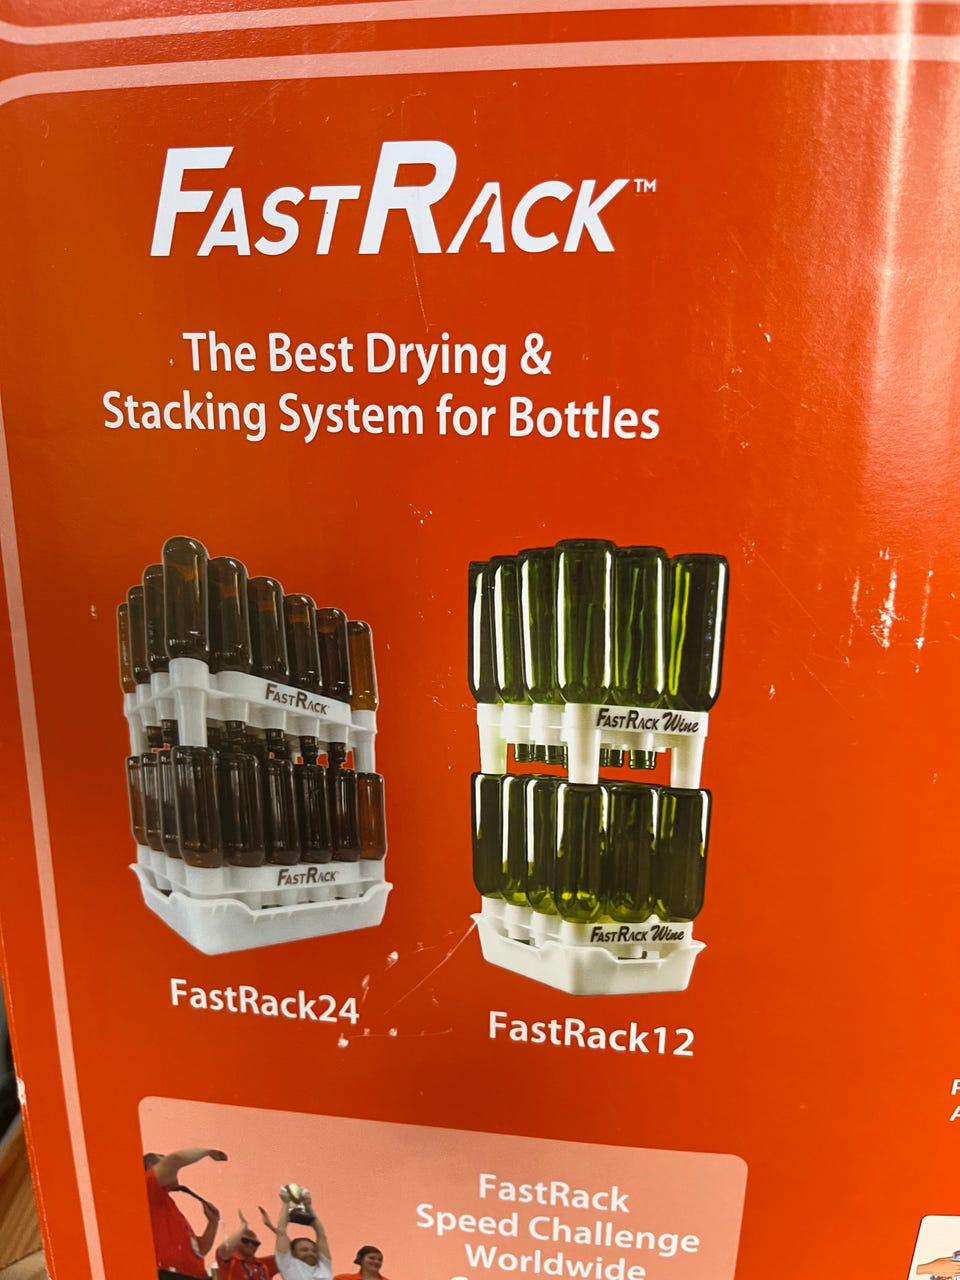 FASTRACK™
The Best Drying &
Stacking System for Bottles
FASTRACK
FASTRACK
FASTRACK Wine
FASTRACK Wine
FastRack24
FastRack12
FastRack
Speed Challenge
Worldwide